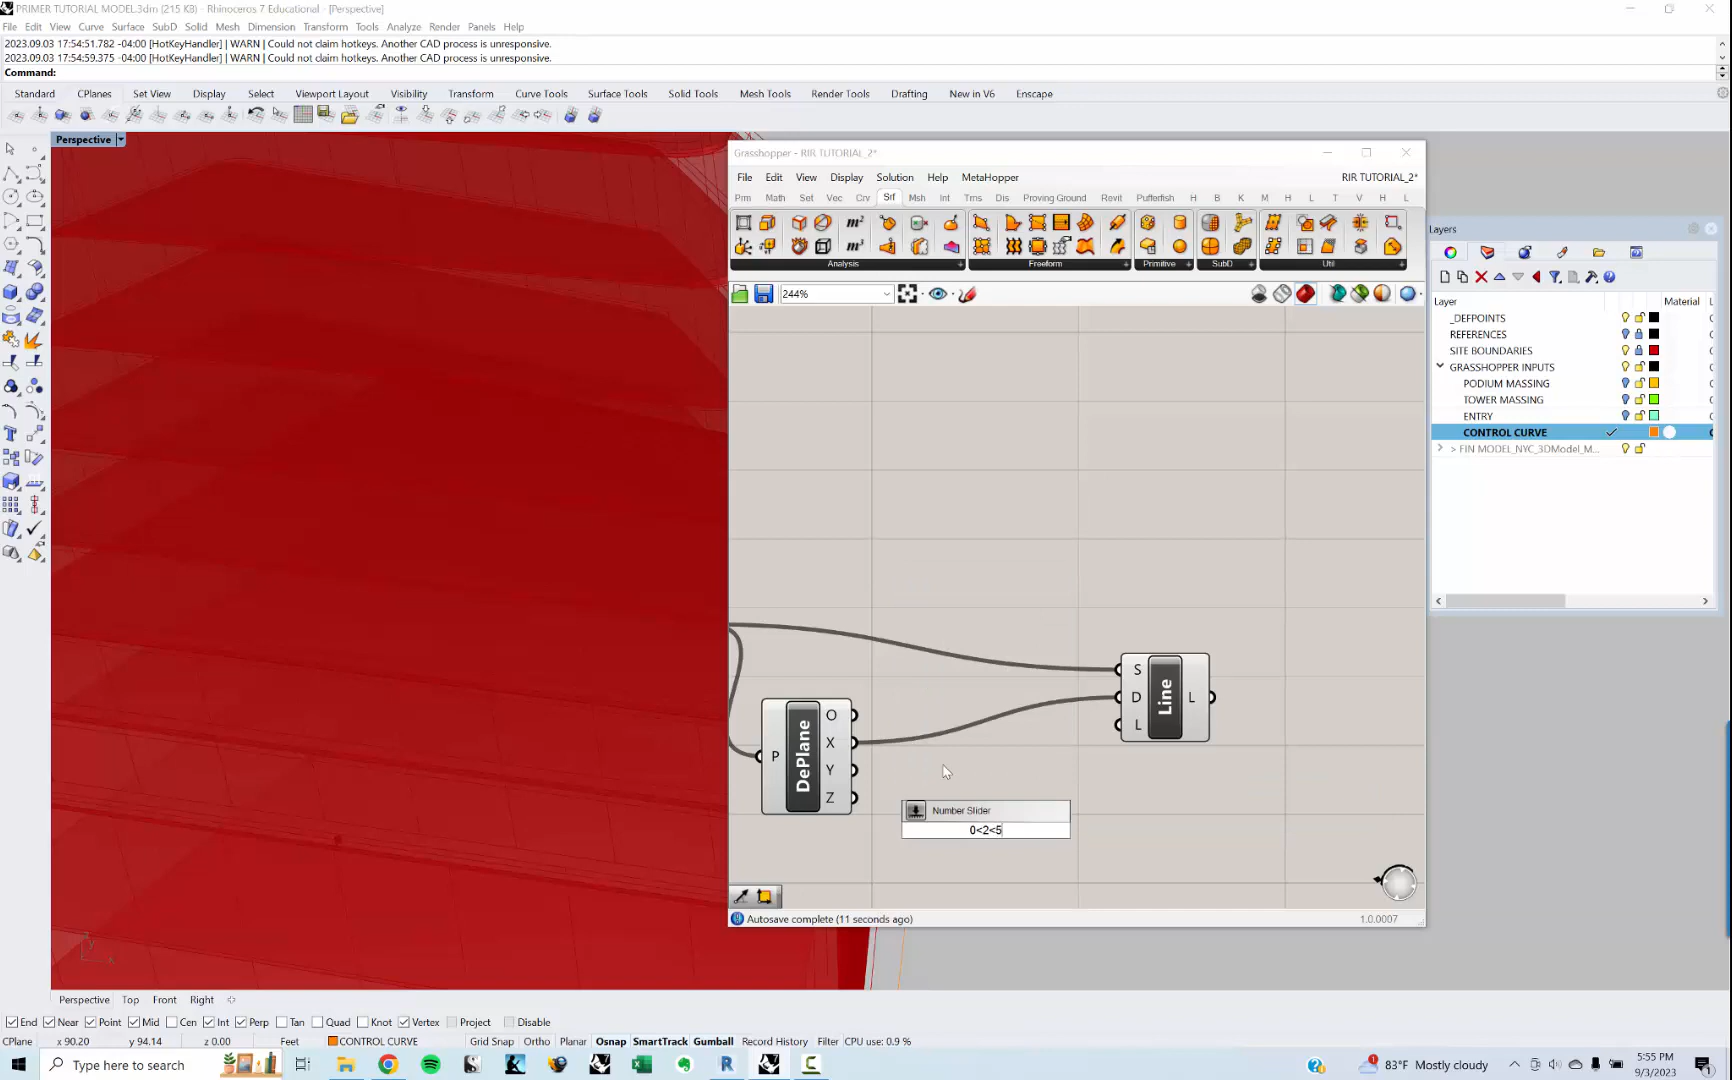 PRIMER TUTORIAL MODEL.3dm (215 KB) - Rhinoceros 7 Educational - [Perspective]
File Edit View Curve Surface SubD Solid Mesh Dimension Transform Tools Analyze Render Panels Help
2023.09.03 17:54:51.782 -04:00 [HotKeyHandler] | WARN | Could not claim hotkeys. Another CAD process is unresponsive.
2023.09.03 17:54:59.375 -04:00 [HotKeyHandler] | WARN | Could not claim hotkeys. Another CAD process is unresponsive.
Command:
Standard CPlanes Set View Display Select Viewport Layout Visibility Transform Curve Tools Surface Tools Solid Tools Mesh Tools Render Tools Drafting New in V6 Enscape
Perspective
Grasshopper - RIR TUTORIAL_2*
File Edit View Display Solution Help MetaHopper RIR TUTORIAL_2*
Prm Math Set Vec Crv Srf Msh Int Trns Dis Proving Ground Revit Pufferfish H B K M H L T V H L
m² m³
Analysis Freeform Primitive SubD Util
244%
S
D Line L
L
O
X
P DePlane
Y
Z
Number Slider
0<2<5
Autosave complete (11 seconds ago)
1.0.0007
Layers
Layer Material L
_DEFPOINTS
REFERENCES
SITE BOUNDARIES
GRASSHOPPER INPUTS
PODIUM MASSING
TOWER MASSING
ENTRY
CONTROL CURVE
> FIN MODEL_NYC_3DModel_M...
y x
Perspective Top Front Right
End Near Point Mid Cen Int Perp Tan Quad Knot Vertex Project Disable
CPlane x 90.20 y 94.14 z 0.00 Feet CONTROL CURVE Grid Snap Ortho Planar Osnap SmartTrack Gumball Record History Filter CPU use: 0.9 %
Type here to search
83°F Mostly cloudy
5:55 PM
9/3/2023